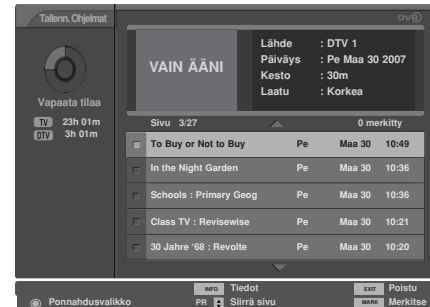 Tallenn. Ohjelmat
Vapaata tilaa
TV 23h 01m
DTV 3h 01m
VAIN ÄÄNI
Lähde : DTV 1
Päiväys : Pe Maa 30 2007
Kesto : 30m
Laatu : Korkea
Sivu 3/27 0 merkitty
To Buy or Not to Buy Pe Maa 30 10:49
In the Night Garden Pe Maa 30 10:36
Schools : Primary Geog Pe Maa 30 10:36
Class TV : Revisewise Pe Maa 30 10:21
30 Jahre ‘68 : Revolte Pe Maa 30 10:20
INFO Tiedot EXIT Poistu
Ponnahdusvalikko PR Siirrä sivu MARK Merkitse